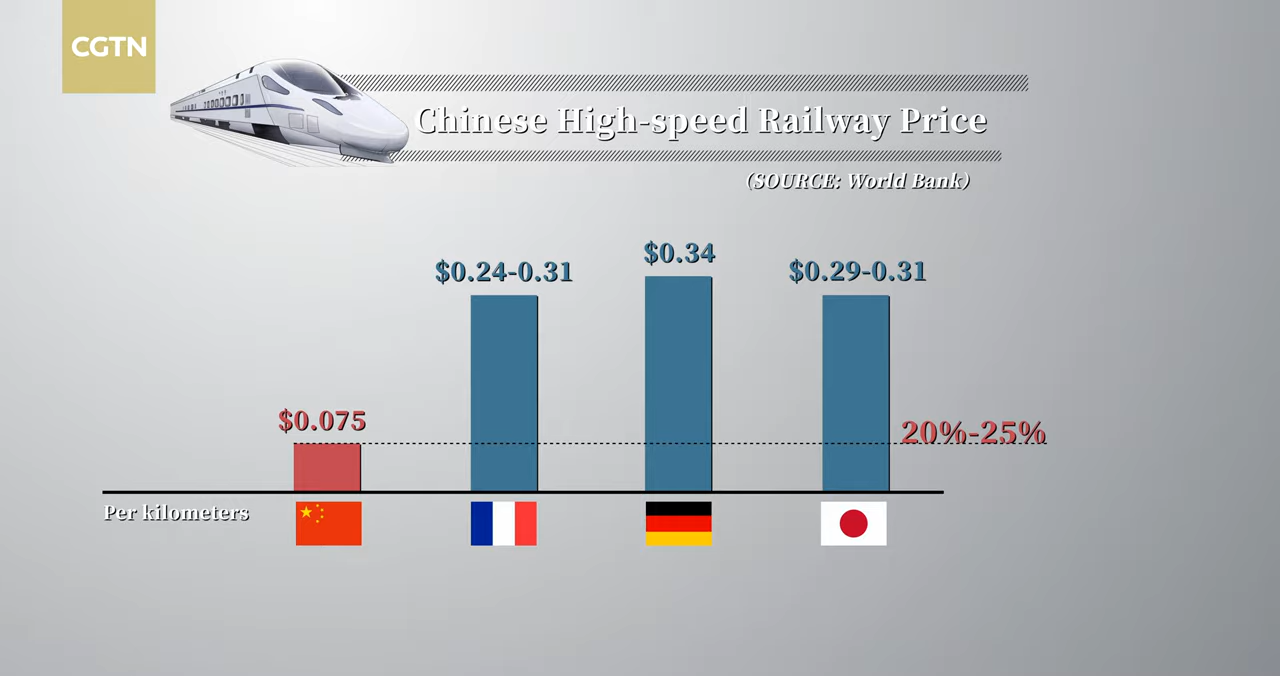 CGTN
Chinese High-speed Railway Price
(SOURCE: World Bank)
$0.075
$0.24-0.31
$0.34
$0.29-0.31
20%-25%
Per kilometers